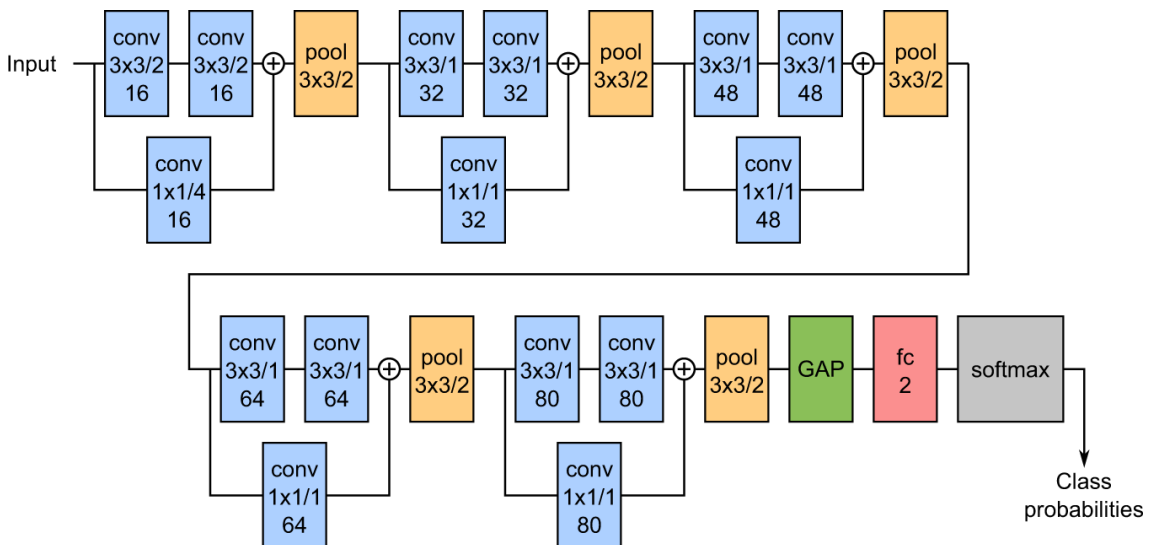 Input
conv
3x3/2
16
conv
3x3/2
16
pool
3x3/2
conv
3x3/1
32
conv
3x3/1
32
pool
3x3/2
conv
3x3/1
48
conv
3x3/1
48
pool
3x3/2
conv
1x1/4
16
conv
1x1/1
32
conv
1x1/1
48
conv
3x3/1
64
conv
3x3/1
64
pool
3x3/2
conv
3x3/1
80
conv
3x3/1
80
pool
3x3/2
GAP
fc
2
softmax
conv
1x1/1
64
conv
1x1/1
80
Class
probabilities